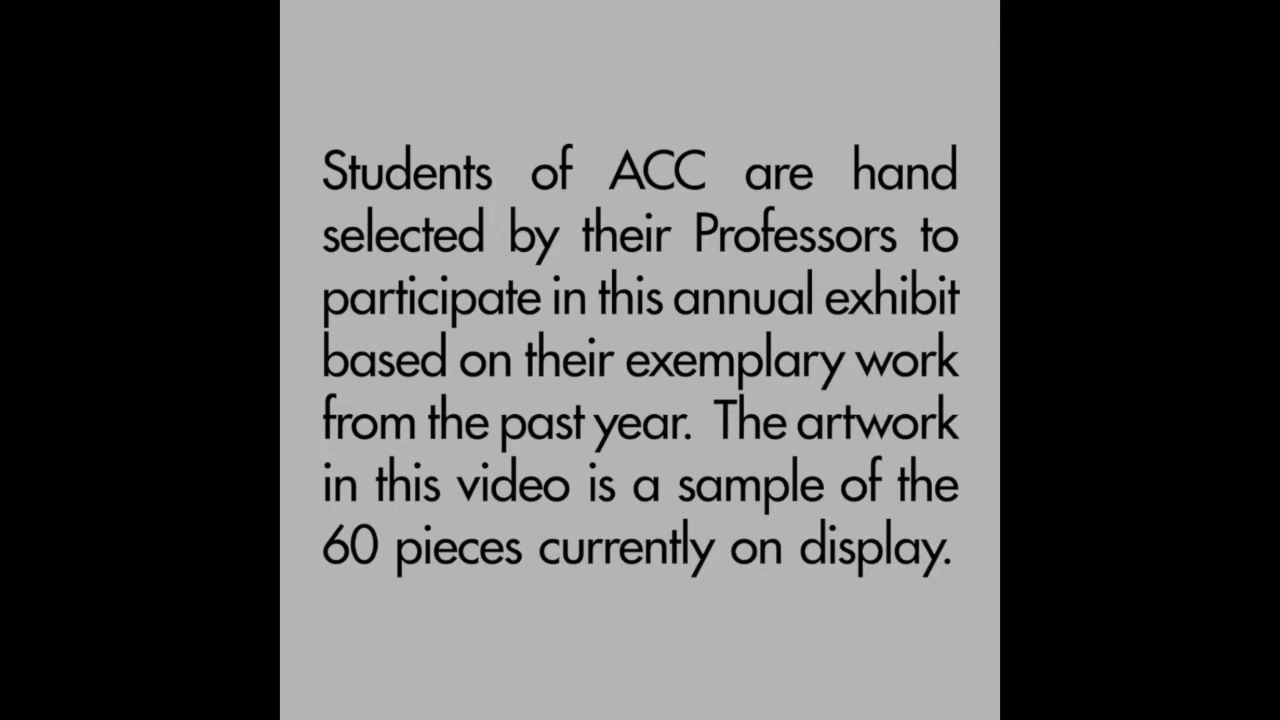 Students of ACC are hand
selected by their Professors to
participate in this annual exhibit
based on their exemplary work
from the past year. The artwork
in this video is a sample of the
60 pieces currently on display.